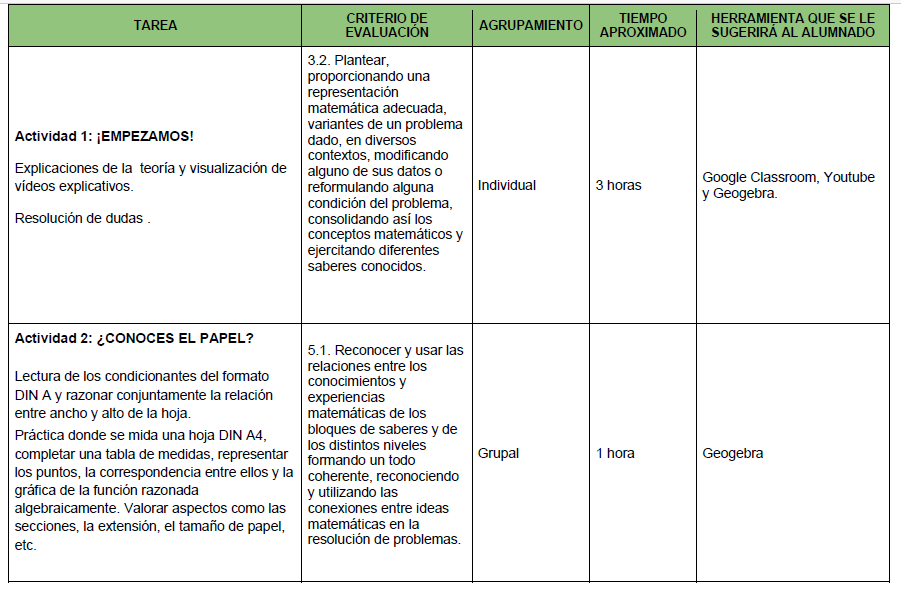 TAREA
CRITERIO DE
EVALUACIÓN
AGRUPAMIENTO
TIEMPO
APROXIMADO
HERRAMIENTA QUE SE LE
SUGERIRÁ AL ALUMNADO
Actividad 1: ¡EMPEZAMOS!
Explicaciones de la teoría y visualización de
vídeos explicativos.
Resolución de dudas .
3.2. Plantear,
proporcionando una
representación
matemática adecuada,
variantes de un problema
dado, en diversos
contextos, modificando
alguno de sus datos o
reformulando alguna
condición del problema,
consolidando así los
conceptos matemáticos y
ejercitando diferentes
saberes conocidos.
Individual
3 horas
Google Classroom, Youtube
y Geogebra.
Actividad 2: ¿CONOCES EL PAPEL?
Lectura de los condicionantes del formato
DIN A y razonar conjuntamente la relación
entre ancho y alto de la hoja.
Práctica donde se mida una hoja DIN A4,
completar una tabla de medidas, representar
los puntos, la correspondencia entre ellos y la
gráfica de la función razonada
algebraicamente. Valorar aspectos como las
secciones, la extensión, el tamaño de papel,
etc.
5.1. Reconocer y usar las
relaciones entre los
conocimientos y
experiencias
matemáticas de los
bloques de saberes y de
los distintos niveles
formando un todo
coherente, reconociendo
y utilizando las
conexiones entre ideas
matemáticas en la
resolución de problemas.
Grupal
1 hora
Geogebra